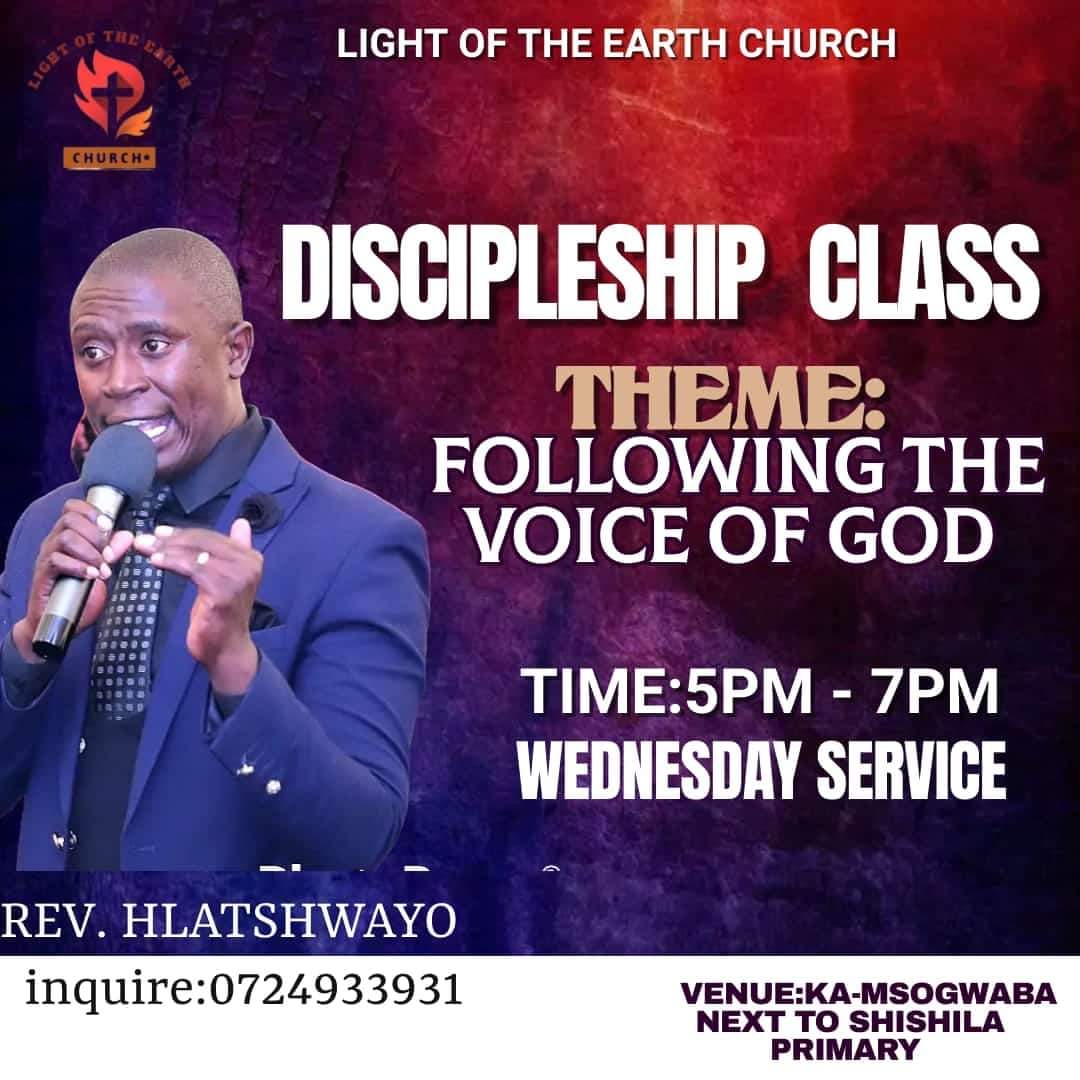 LIGHT OF THE EARTH
CHURCH
LIGHT OF THE EARTH CHURCH
DISCIPLESHIP CLASS
THEME:
FOLLOWING THE
VOICE OF GOD
TIME:5PM - 7PM
WEDNESDAY SERVICE
REV. HLATSHWAYO
inquire:0724933931
VENUE:KA-MSOGWABA
NEXT TO SHISHILA
PRIMARY